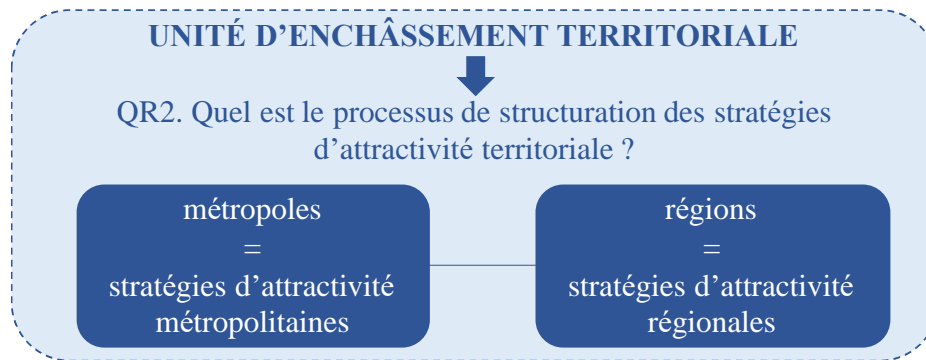 UNITÉ D’ENCHÂSSEMENT TERRITORIALE
QR2. Quel est le processus de structuration des stratégies
d’attractivité territoriale ?
métropoles
=
stratégies d’attractivité
métropolitaines
régions
=
stratégies d’attractivité
régionales